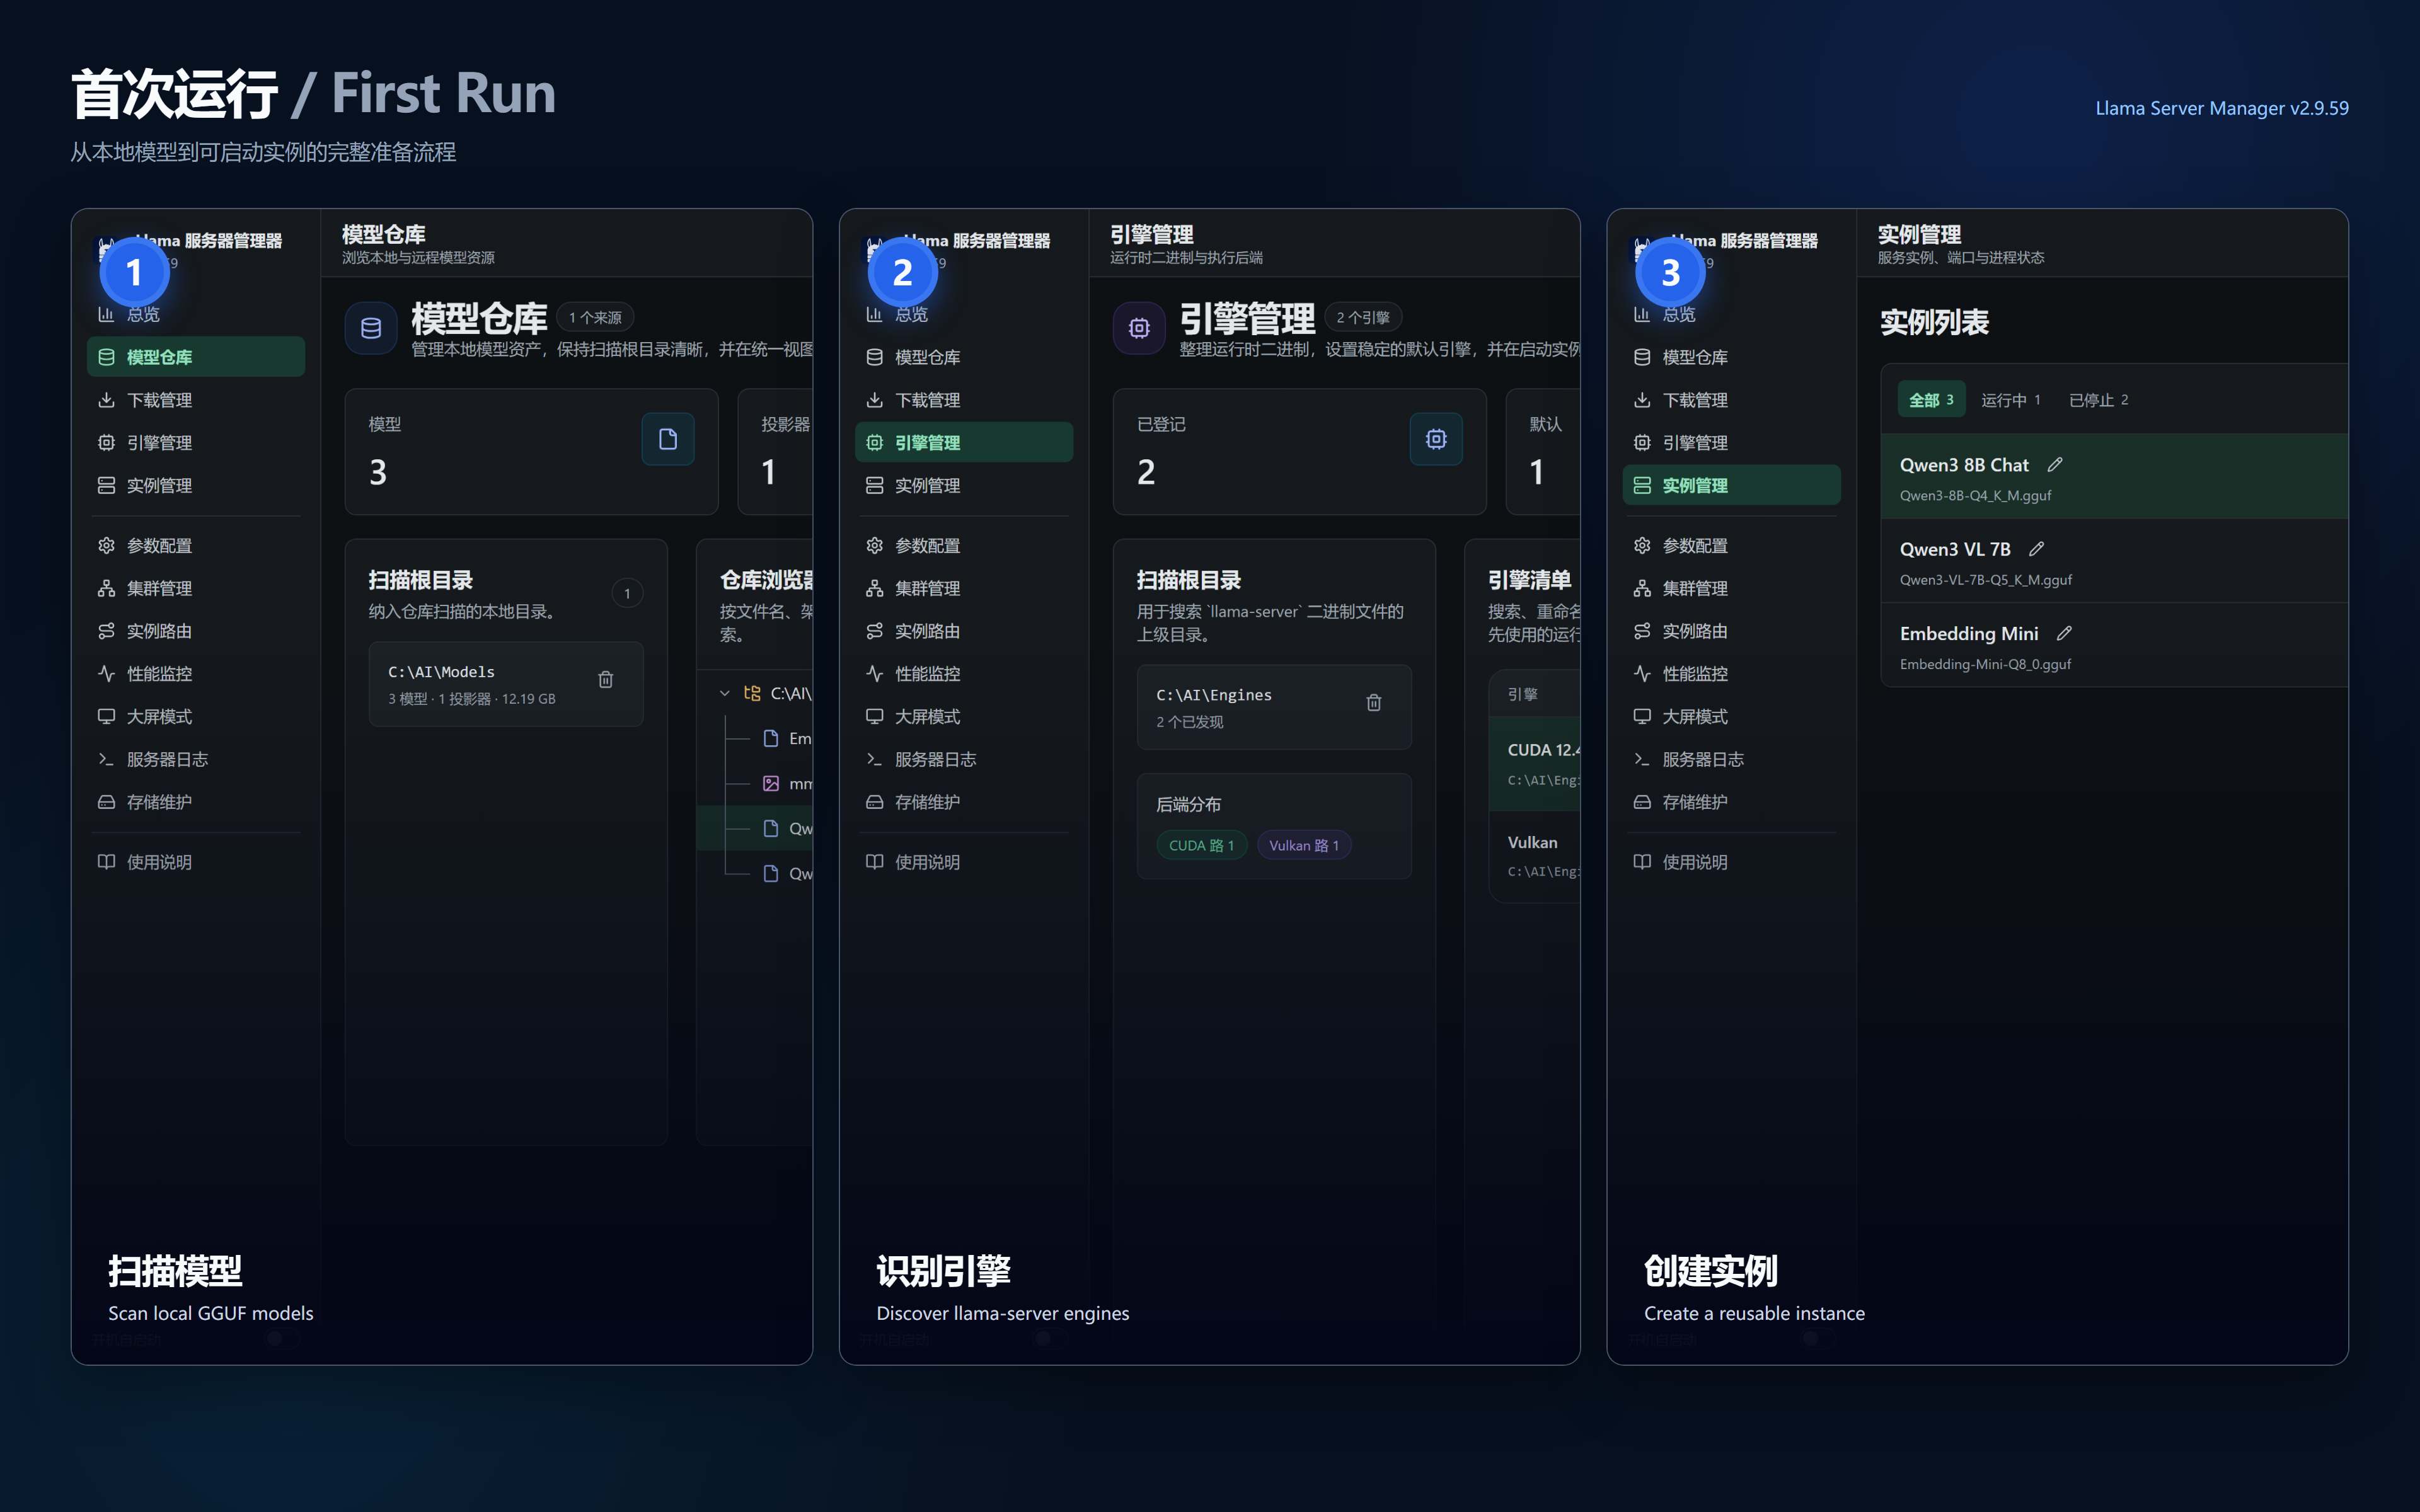 首次运行 / First Run
Llama Server Manager v2.9.59
从本地模型到可启动实例的完整准备流程
1
服务器管理器
总览
模型仓库
下载管理
引擎管理
实例管理
参数配置
集群管理
实例路由
性能监控
大屏模式
服务器日志
存储维护
使用说明
模型仓库
浏览本地与远程模型资源
模型仓库
1 个来源
管理本地模型资产，保持扫描根目录清晰，并在统一视图
模型
3
投影器
1
扫描根目录
1
纳入仓库扫描的本地目录。
C:\AI\Models
3 模型 · 1 投影器 · 12.19 GB
仓库浏览器
按文件名、架
索。
C:\AI\
Em
mm
Qw
Qw
扫描模型
Scan local GGUF models
2
服务器管理器
总览
模型仓库
下载管理
引擎管理
实例管理
参数配置
集群管理
实例路由
性能监控
大屏模式
服务器日志
存储维护
使用说明
引擎管理
运行时二进制与执行后端
引擎管理
2 个引擎
整理运行时二进制，设置稳定的默认引擎，并在启动实例
已登记
2
默认
1
扫描根目录
用于搜索 `llama-server` 二进制文件的
上级目录。
C:\AI\Engines
2 个已发现
后端分布
CUDA 路 1
Vulkan 路 1
引擎清单
搜索、重命名
先使用的运行
引擎
CUDA 12.4
C:\AI\Engi
Vulkan
C:\AI\Engi
识别引擎
Discover llama-server engines
3
服务器管理器
总览
模型仓库
下载管理
引擎管理
实例管理
参数配置
集群管理
实例路由
性能监控
大屏模式
服务器日志
存储维护
使用说明
实例管理
服务实例、端口与进程状态
实例列表
全部 3
运行中 1
已停止 2
Qwen3 8B Chat
Qwen3-8B-Q4_K_M.gguf
Qwen3 VL 7B
Qwen3-VL-7B-Q5_K_M.gguf
Embedding Mini
Embedding-Mini-Q8_0.gguf
创建实例
Create a reusable instance